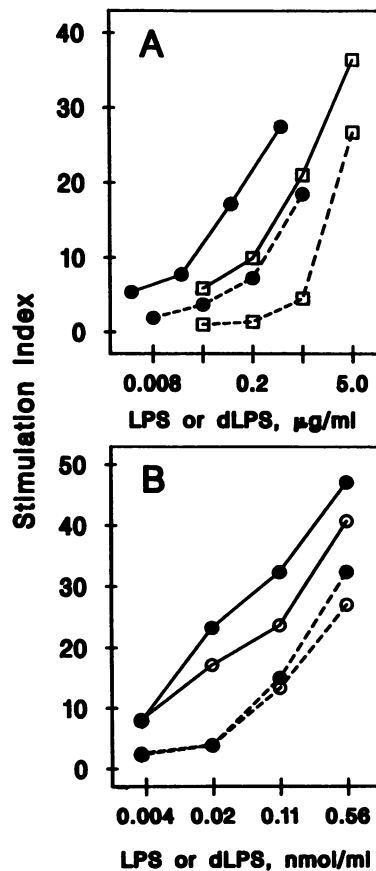 Stimulation Index
A
40
30
20
10
0
0.008 0.2 5.0
LPS or dLPS, μg/ml
B
50
40
30
20
10
0
0.004 0.02 0.11 0.56
LPS or dLPS, nmol/ml